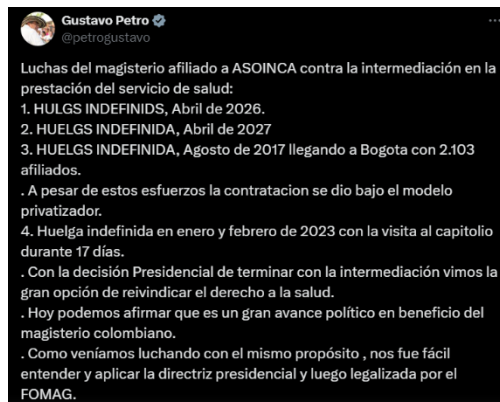 Gustavo Petro
@petrogustavo
Luchas del magisterio afiliado a ASOINCA contra la intermediación en la
prestación del servicio de salud:
1. HULGS INDEFINIDS, Abril de 2026.
2. HUELGS INDEFINIDA, Abril de 2027
3. HUELGS INDEFINIDA, Agosto de 2017 llegando a Bogota con 2.103
afiliados.
. A pesar de estos esfuerzos la contratacion se dio bajo el modelo
privatizador.
4. Huelga indefinida en enero y febrero de 2023 con la visita al capitolio
durante 17 días.
. Con la decisión Presidencial de terminar con la intermediación vimos la
gran opción de reivindicar el derecho a la salud.
. Hoy podemos afirmar que es un gran avance político en beneficio del
magisterio colombiano.
. Como veníamos luchando con el mismo propósito , nos fue fácil
entender y aplicar la directriz presidencial y luego legalizada por el
FOMAG.